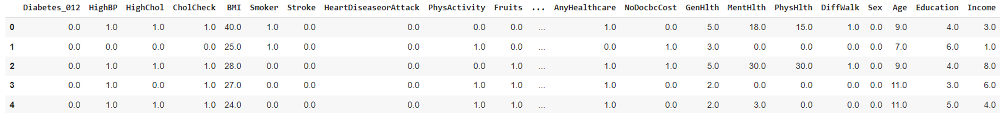 Diabetes_012 HighBP HighChol CholCheck BMI Smoker Stroke HeartDiseaseorAttack PhysActivity Fruits ... AnyHealthcare NoDocbcCost GenHlth MentHlth PhysHlth DiffWalk Sex Age Education Income
0 0.0 1.0 1.0 1.0 40.0 1.0 0.0 0.0 0.0 0.0 ... 1.0 0.0 5.0 18.0 15.0 1.0 0.0 9.0 4.0 3.0
1 0.0 0.0 0.0 0.0 25.0 1.0 0.0 0.0 1.0 0.0 ... 0.0 1.0 3.0 0.0 0.0 0.0 0.0 7.0 6.0 1.0
2 0.0 1.0 1.0 1.0 28.0 0.0 0.0 0.0 0.0 1.0 ... 1.0 1.0 5.0 30.0 30.0 1.0 0.0 9.0 4.0 8.0
3 0.0 1.0 0.0 1.0 27.0 0.0 0.0 0.0 1.0 1.0 ... 1.0 0.0 2.0 0.0 0.0 0.0 0.0 11.0 3.0 6.0
4 0.0 1.0 1.0 1.0 24.0 0.0 0.0 0.0 1.0 1.0 ... 1.0 0.0 2.0 3.0 0.0 0.0 0.0 11.0 5.0 4.0